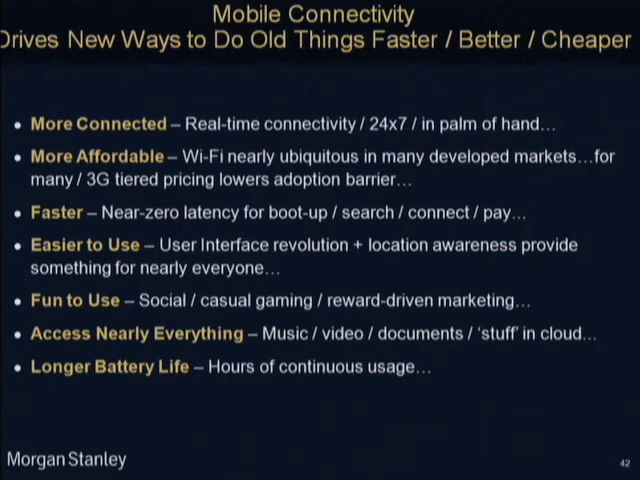 Mobile Connectivity
Drives New Ways to Do Old Things Faster / Better / Cheaper
• More Connected – Real-time connectivity / 24x7 / in palm of hand…
• More Affordable – Wi-Fi nearly ubiquitous in many developed markets…for
many / 3G tiered pricing lowers adoption barrier…
• Faster – Near-zero latency for boot-up / search / connect / pay…
• Easier to Use – User Interface revolution + location awareness provide
something for nearly everyone…
• Fun to Use – Social / casual gaming / reward-driven marketing…
• Access Nearly Everything – Music / video / documents / ‘stuff’ in cloud…
• Longer Battery Life – Hours of continuous usage…
Morgan Stanley
42